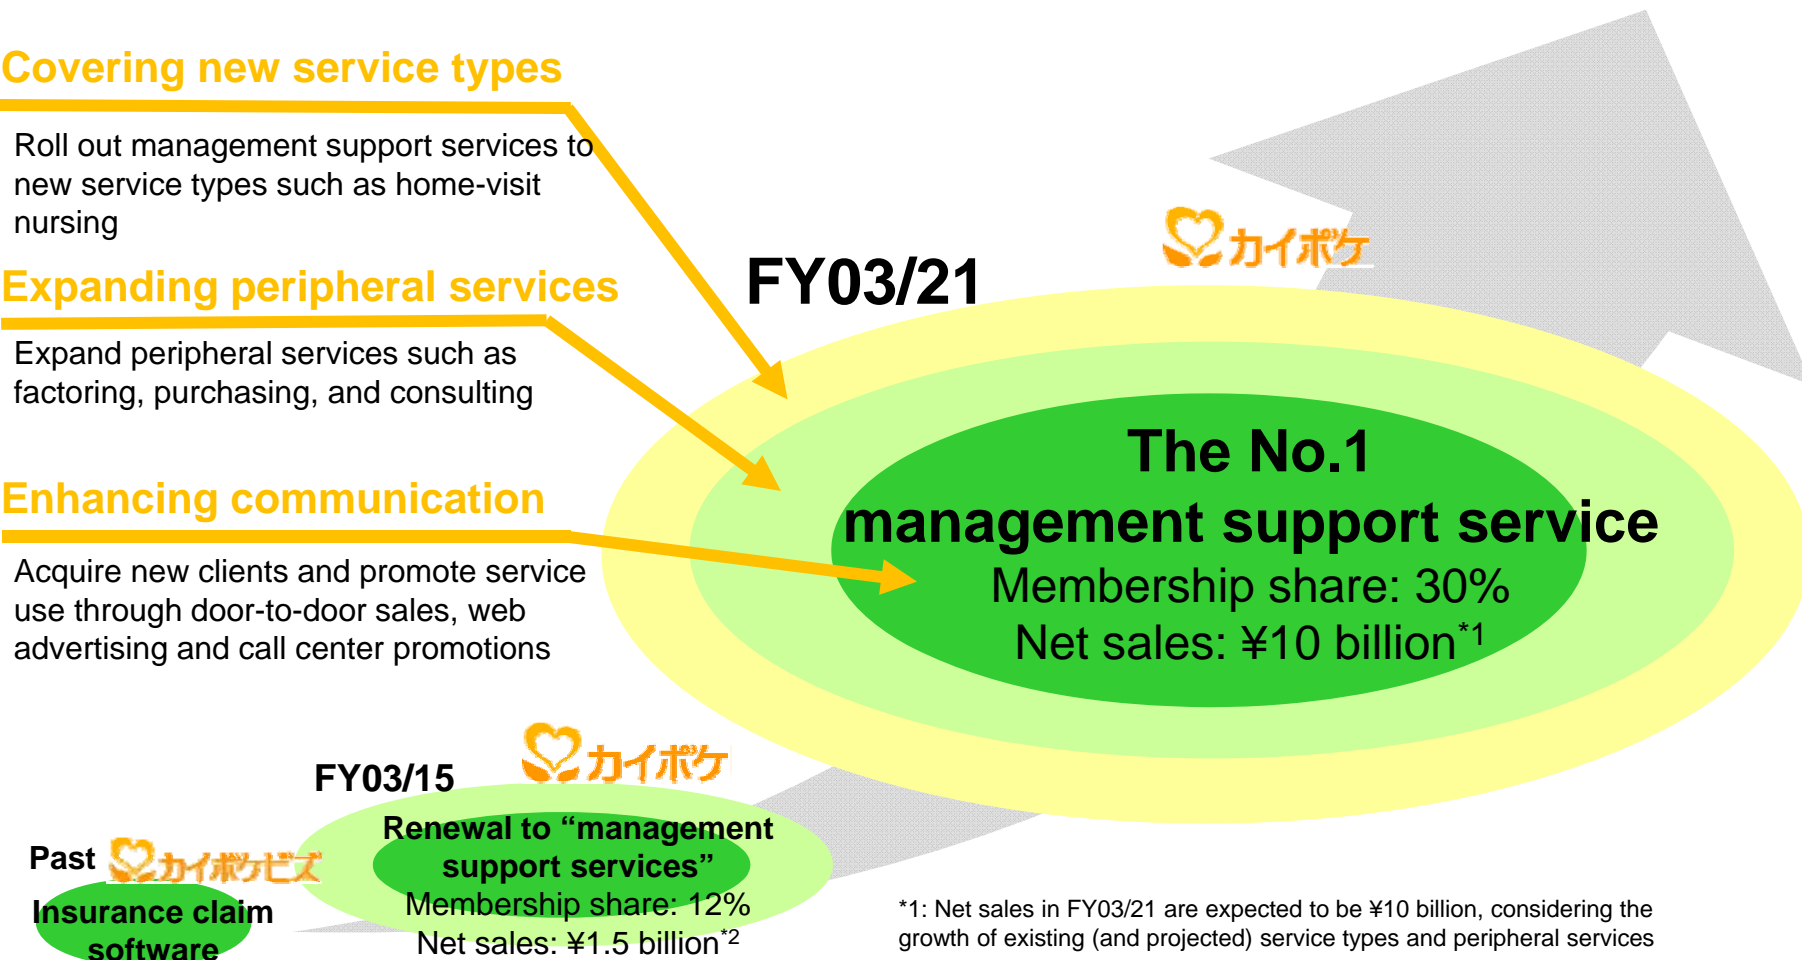 Covering new service types
Roll out management support services to
new service types such as home-visit
nursing
Expanding peripheral services
Expand peripheral services such as
factoring, purchasing, and consulting
Enhancing communication
Acquire new clients and promote service
use through door-to-door sales, web
advertising and call center promotions
FY03/21
カイポケ
The No.1
management support service
Membership share: 30%
Net sales: ¥10 billion*1
FY03/15
カイポケ
Renewal to “management
support services”
Membership share: 12%
Net sales: ¥1.5 billion*2
Past
カイポケビズ
Insurance claim
software
*1: Net sales in FY03/21 are expected to be ¥10 billion, considering the
growth of existing (and projected) service types and peripheral services